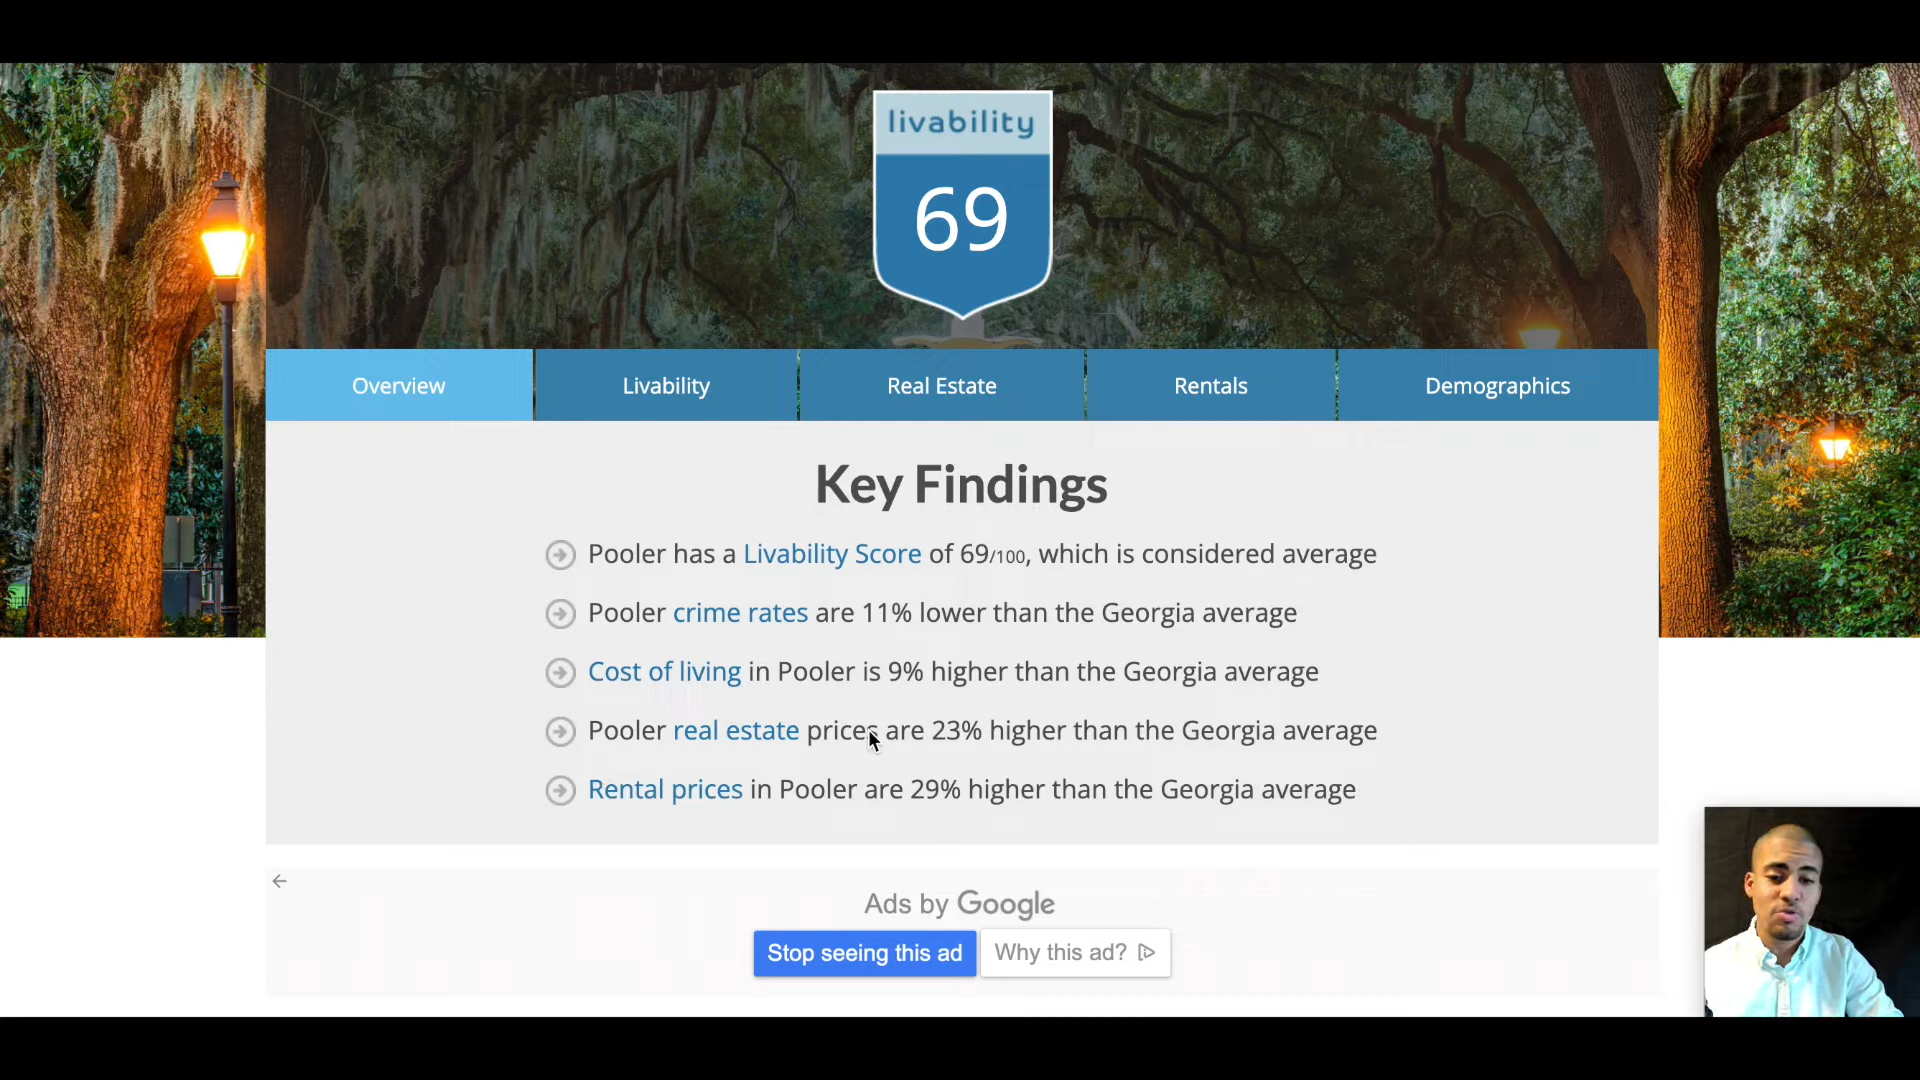 livability
69
Overview
Livability
Real Estate
Rentals
Demographics
Key Findings
Pooler has a Livability Score of 69/100, which is considered average
Pooler crime rates are 11% lower than the Georgia average
Cost of living in Pooler is 9% higher than the Georgia average
Pooler real estate prices are 23% higher than the Georgia average
Rental prices in Pooler are 29% higher than the Georgia average
Ads by Google
Stop seeing this ad
Why this ad?